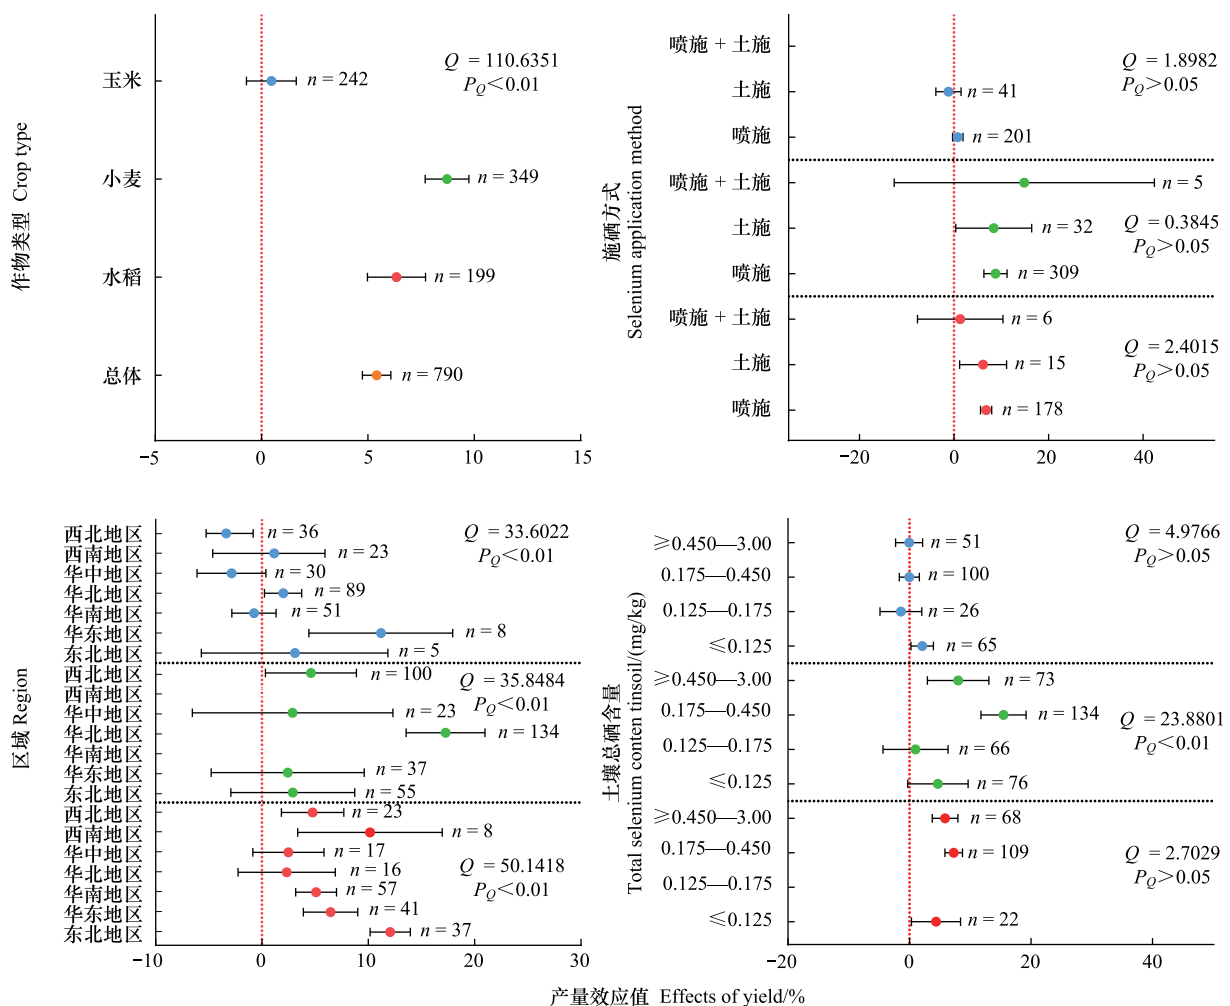 作物类型 Crop type
玉米
n = 242
Q = 110.6351
P_Q＜0.01
小麦
n = 349
水稻
n = 199
总体
n = 790
−5
0
5
10
15
施硒方式
Selenium application method
喷施 + 土施
Q = 1.8982
P_Q＞0.05
土施
n = 41
喷施
n = 201
喷施 + 土施
n = 5
土施
n = 32
Q = 0.3845
P_Q＞0.05
喷施
n = 309
喷施 + 土施
n = 6
土施
n = 15
Q = 2.4015
P_Q＞0.05
喷施
n = 178
−20
0
20
40
区域 Region
西北地区
n = 36
Q = 33.6022
P_Q＜0.01
西南地区
n = 23
华中地区
n = 30
华北地区
n = 89
华南地区
n = 51
华东地区
n = 8
东北地区
n = 5
西北地区
n = 100
Q = 35.8484
P_Q＜0.01
西南地区
华中地区
n = 23
华北地区
n = 134
华南地区
华东地区
n = 37
东北地区
n = 55
西北地区
n = 23
西南地区
n = 8
华中地区
n = 17
Q = 50.1418
P_Q＜0.01
华北地区
n = 16
华南地区
n = 57
华东地区
n = 41
东北地区
n = 37
−10
0
10
20
30
土壤总硒含量
Total selenium conten tinsoil/(mg/kg)
≥0.450—3.00
n = 51
Q = 4.9766
P_Q＞0.05
0.175—0.450
n = 100
0.125—0.175
n = 26
≤0.125
n = 65
≥0.450—3.00
n = 73
0.175—0.450
n = 134
Q = 23.8801
P_Q＜0.01
0.125—0.175
n = 66
≤0.125
n = 76
≥0.450—3.00
n = 68
0.175—0.450
n = 109
Q = 2.7029
P_Q＞0.05
0.125—0.175
≤0.125
n = 22
−20
0
20
40
产量效应值 Effects of yield/%